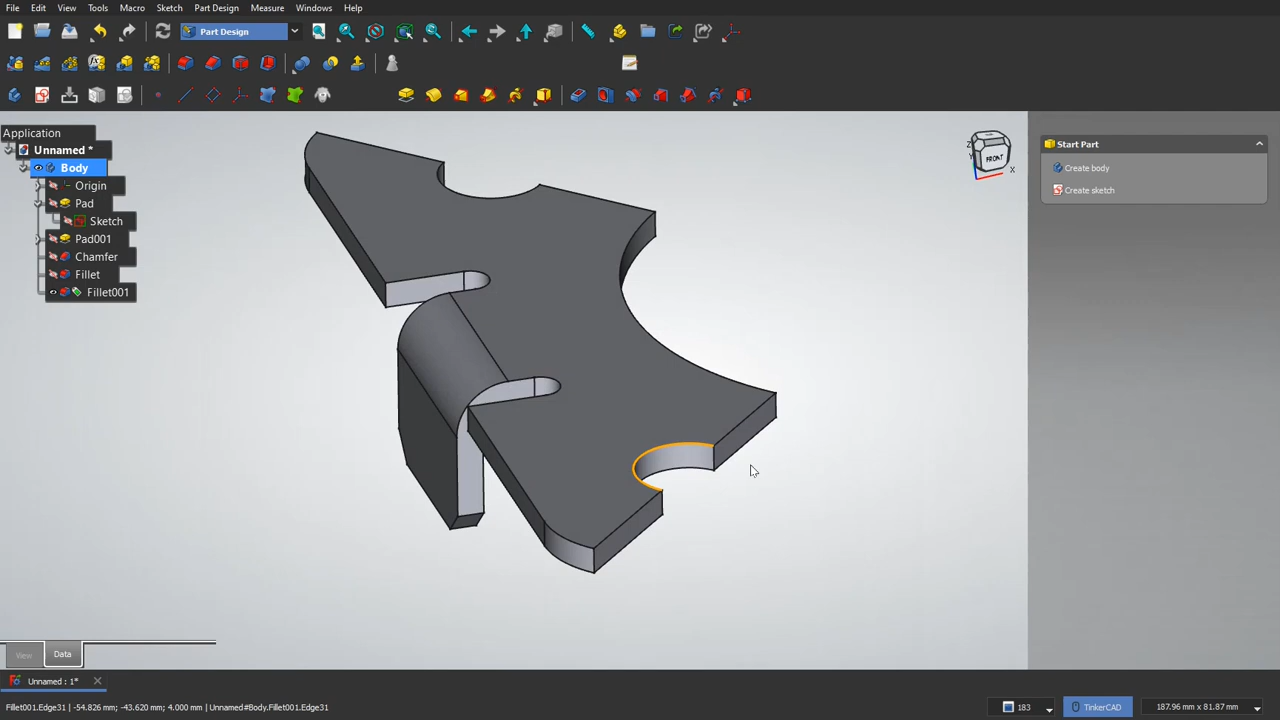 File Edit View Tools Macro Sketch Part Design Measure Windows Help
Part Design
Application
Unnamed *
Body
Origin
Pad
Sketch
Pad001
Chamfer
Fillet
Fillet001
Z
Y
FRONT
X
Start Part
Create body
Create sketch
View Data
Unnamed : 1*
Fillet001.Edge31 | -54.826 mm; -43.620 mm; 4.000 mm | Unnamed#Body.Fillet001.Edge31
183 TinkerCAD 187.96 mm x 81.87 mm